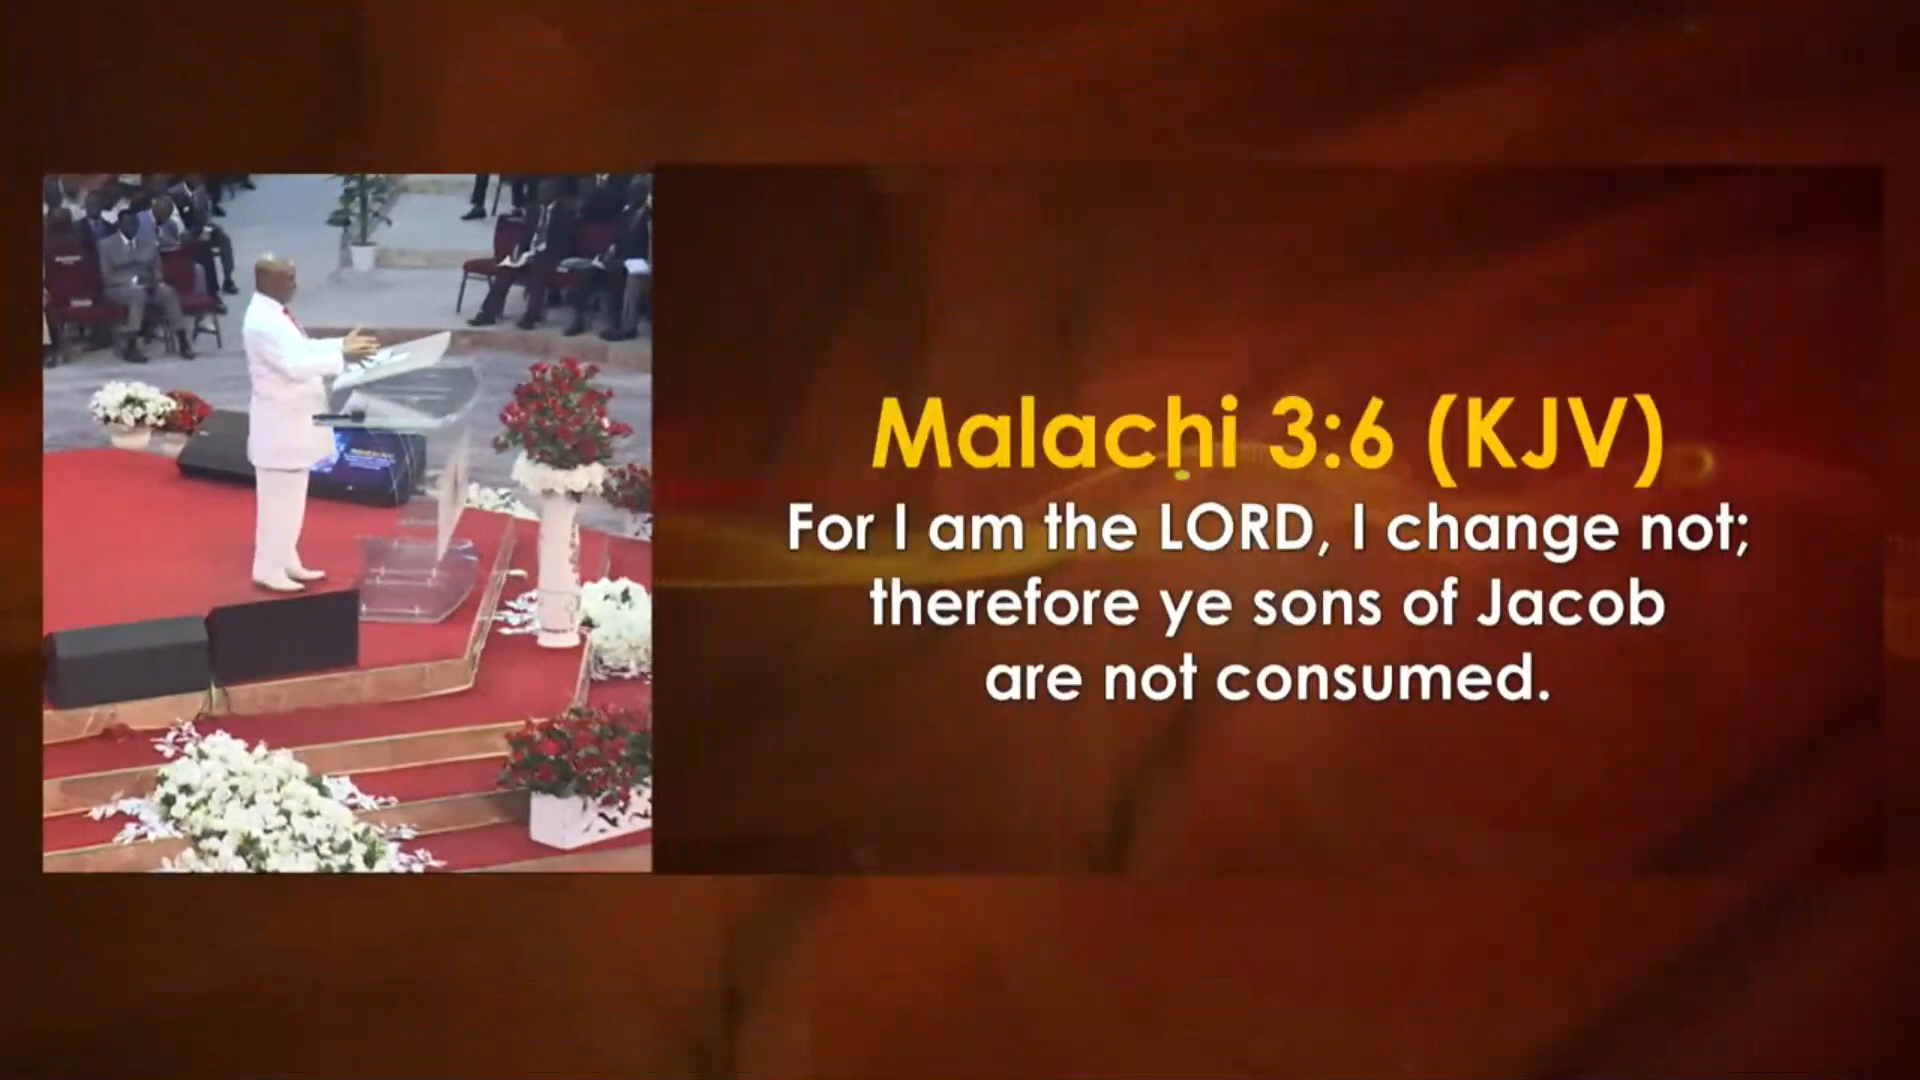 Malachi 3:6 (KJV)
For I am the LORD, I change not;
therefore ye sons of Jacob
are not consumed.